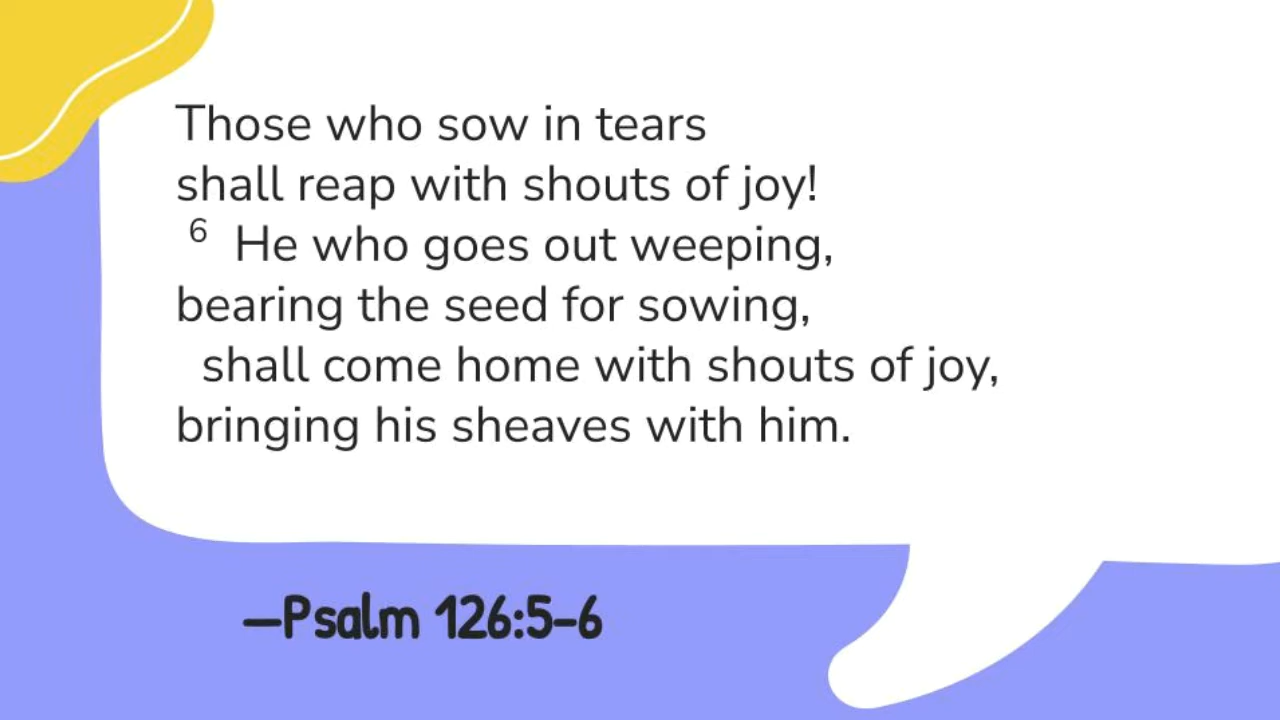 Those who sow in tears
shall reap with shouts of joy!
6 He who goes out weeping,
bearing the seed for sowing,
shall come home with shouts of joy,
bringing his sheaves with him.
—Psalm 126:5-6